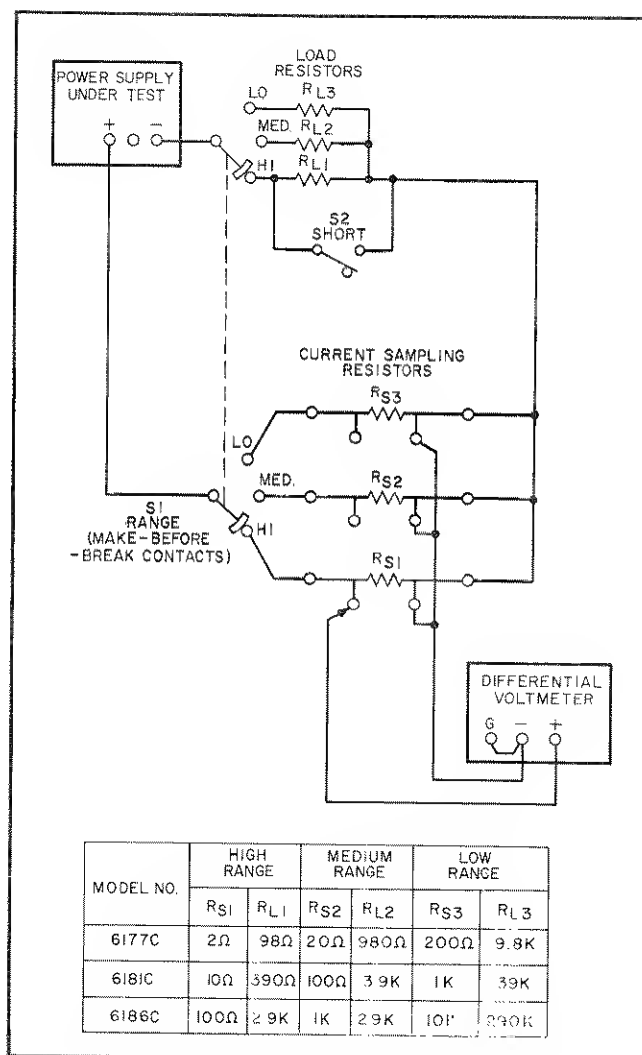 POWER SUPPLY
UNDER TEST
+ −
LOAD
RESISTORS
LO
RL3
MED.
RL2
HI
RL1
S2
SHORT
CURRENT SAMPLING
RESISTORS
RS3
LO
RS2
MED.
S1
RANGE
(MAKE-BEFORE
-BREAK CONTACTS)
HI
RS1
DIFFERENTIAL
VOLTMETER
G − +
MODEL NO. HIGH RANGE MEDIUM RANGE LOW RANGE
RS1 RL1 RS2 RL2 RS3 RL3
6177C 2Ω 98Ω 20Ω 980Ω 200Ω 9.8K
6181C 10Ω 390Ω 100Ω 3.9K 1K 39K
6186C 100Ω 2.9K 1K 29K